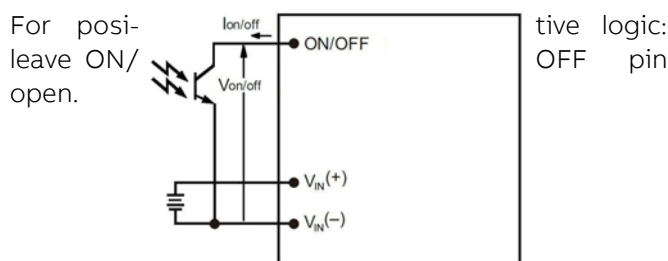 For posi-
tive logic:
leave ON/
OFF pin
open.
Ion/off
ON/OFF
Von/off
VIN(+)
VIN(−)